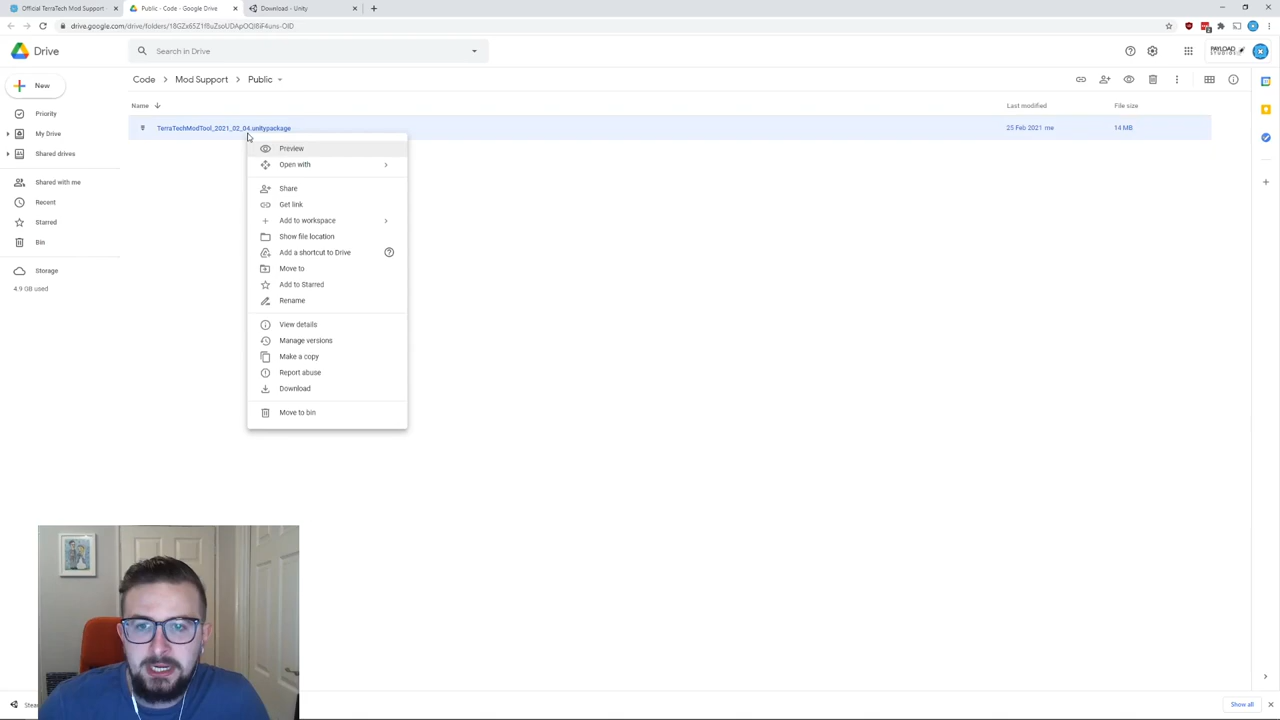 Official TerraTech Mod Support
Public - Code - Google Drive
Download - Unity
drive.google.com/drive/folders/
Drive
Search in Drive
PAYLOAD
STUDIOS
New
Code > Mod Support > Public
Name
Last modified
File size
TerraTechModTool_2021_02_04.unitypackage
25 Feb 2021 me
14 MB
Priority
My Drive
Shared drives
Shared with me
Recent
Starred
Bin
Storage
4.9 GB used
Preview
Open with
Share
Get link
Add to workspace
Show file location
Add a shortcut to Drive
Move to
Add to Starred
Rename
View details
Manage versions
Make a copy
Report abuse
Download
Move to bin
Show all